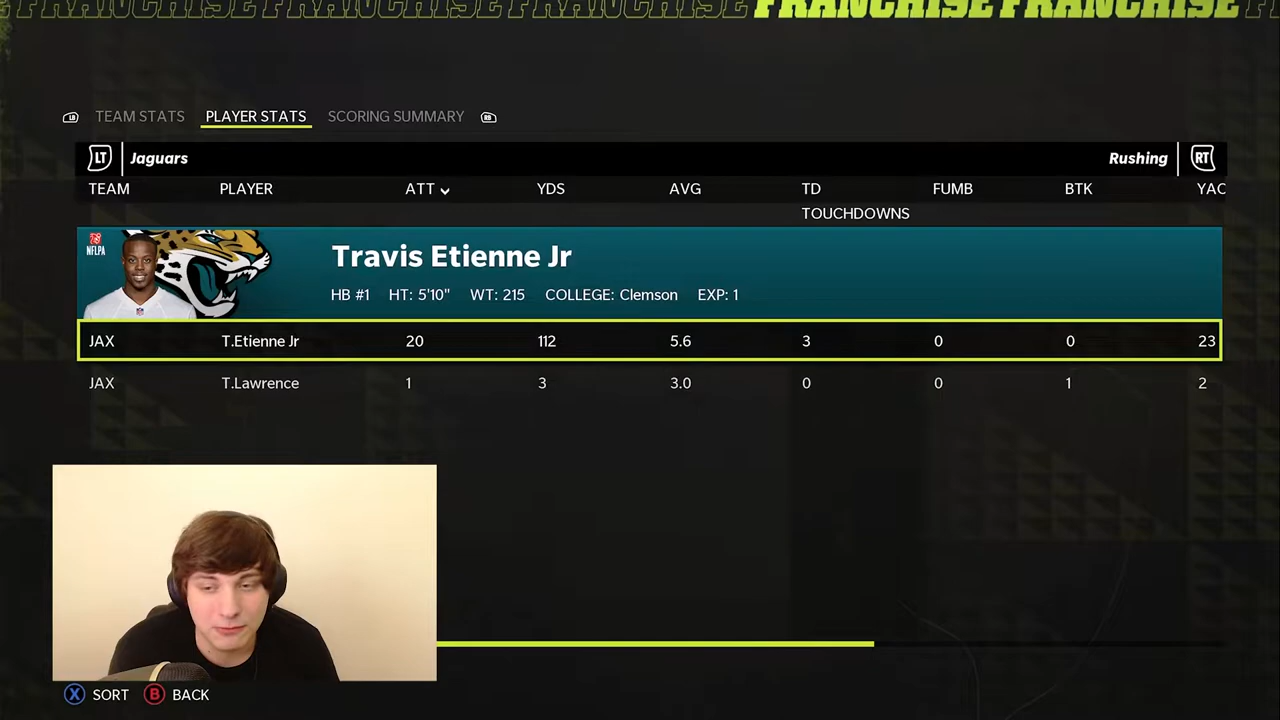 FRANCHISE FRANCHISE FRANCHISE FRANCHISE FRANCHISE
LB TEAM STATS PLAYER STATS SCORING SUMMARY RB
LT Jaguars Rushing RT
TEAM PLAYER ATT YDS AVG TD FUMB BTK YAC
TOUCHDOWNS
NFLPA
Travis Etienne Jr
HB #1 HT: 5'10" WT: 215 COLLEGE: Clemson EXP: 1
JAX T.Etienne Jr 20 112 5.6 3 0 0 23
JAX T.Lawrence 1 3 3.0 0 0 1 2
X SORT B BACK